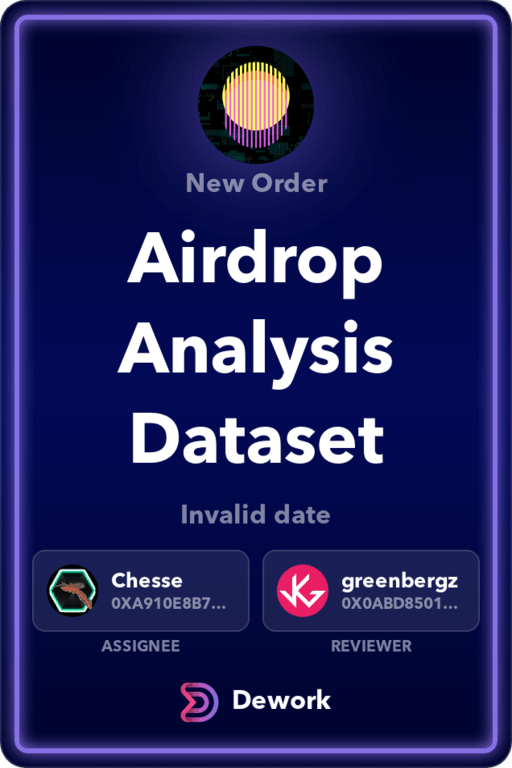 New Order
Airdrop
Analysis
Dataset
Invalid date
Chesse
0XA910E8B7...
ASSIGNEE
greenbergz
0X0ABD8501...
REVIEWER
Dework